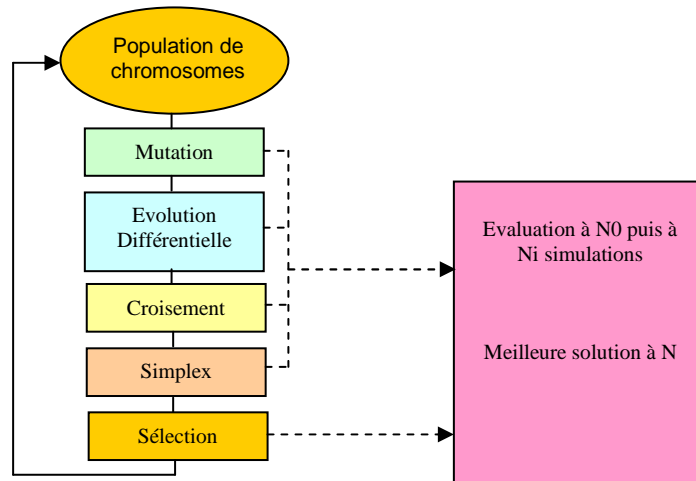 Population de
chromosomes
Mutation
Evolution
Différentielle
Croisement
Simplex
Sélection
Evaluation à N0 puis à
Ni simulations
Meilleure solution à N